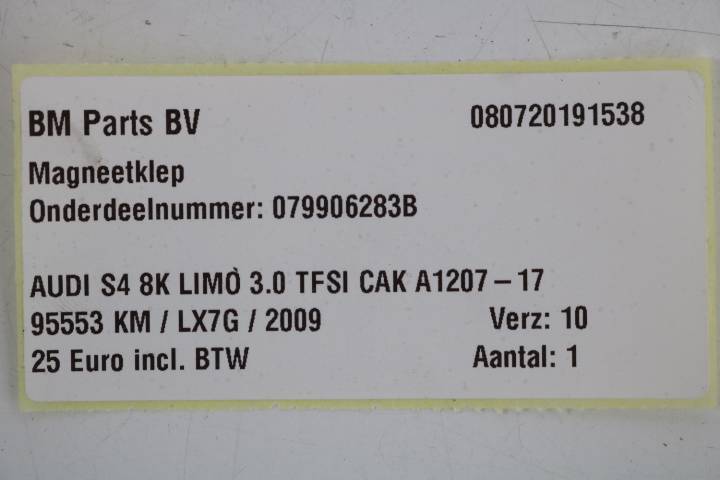 BM Parts BV 080720191538
Magneetklep
Onderdeelnummer: 079906283B
AUDI S4 8K LIMÒ 3.0 TFSI CAK A1207 – 17
95553 KM / LX7G / 2009 Verz: 10
25 Euro incl. BTW Aantal: 1